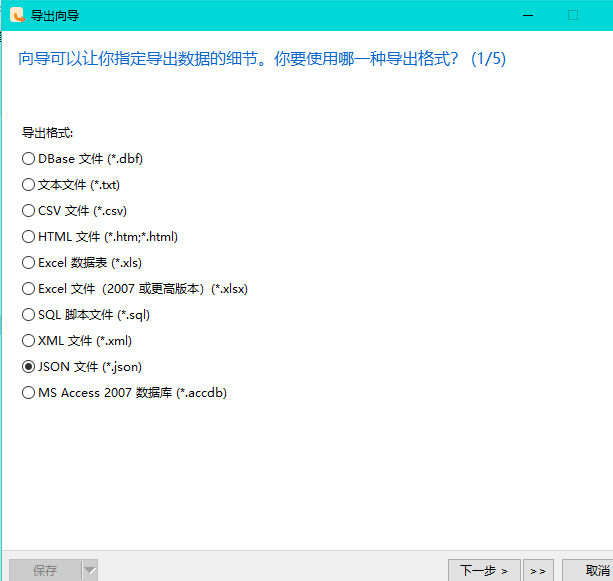 导出向导
向导可以让你指定导出数据的细节。你要使用哪一种导出格式? (1/5)
导出格式:
DBase 文件 (*.dbf)
文本文件 (*.txt)
CSV 文件 (*.csv)
HTML 文件 (*.htm;*.html)
Excel 数据表 (*.xls)
Excel 文件（2007 或更高版本）(*.xlsx)
SQL 脚本文件 (*.sql)
XML 文件 (*.xml)
JSON 文件 (*.json)
MS Access 2007 数据库 (*.accdb)
保存 下一步 > >> 取消